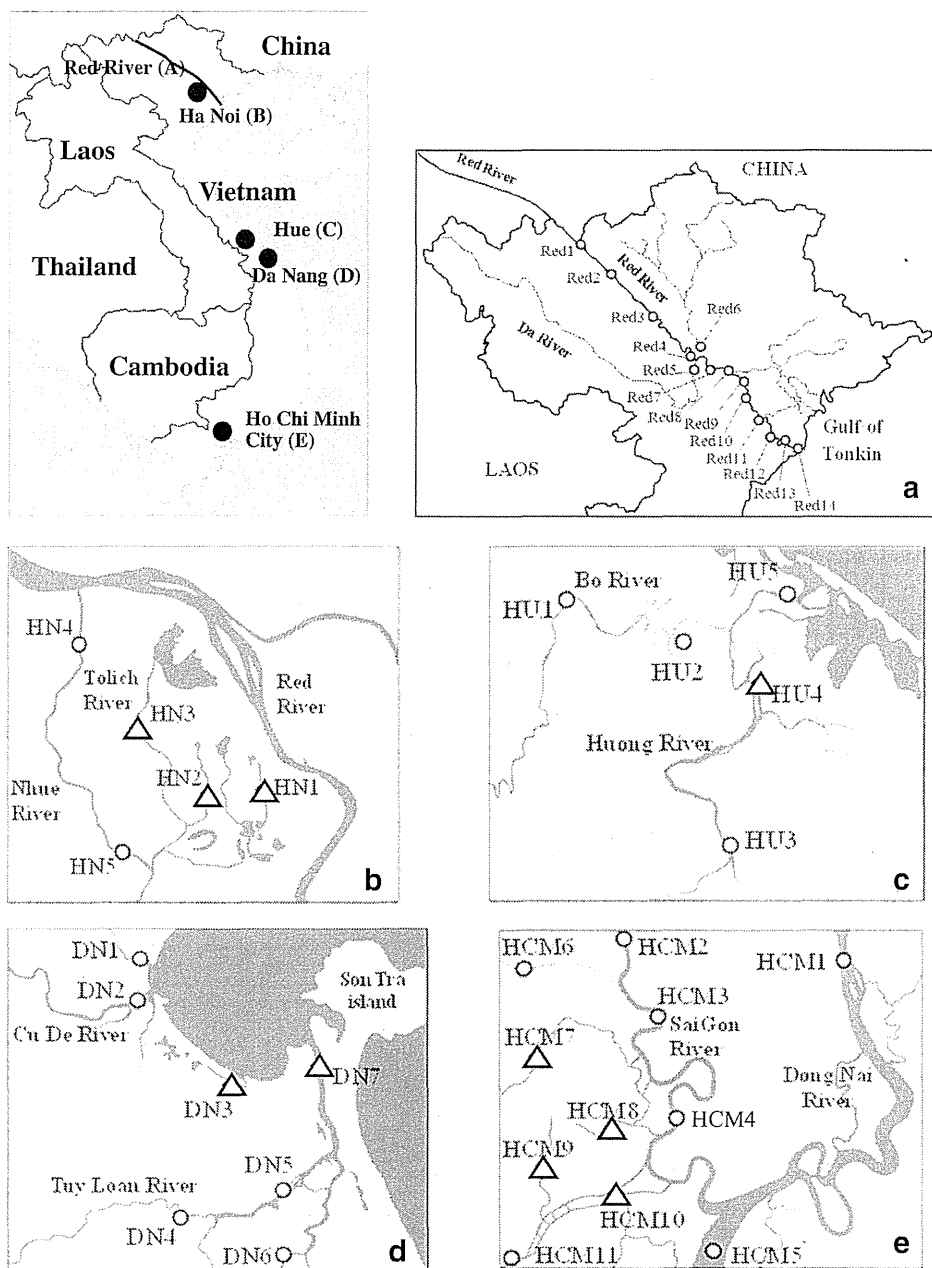 China
Red River (A)
Ha Noi (B)
Laos
Vietnam
Hue (C)
Da Nang (D)
Thailand
Cambodia
Ho Chi Minh
City (E)
Red River
CHINA
Red1
Red2
Red River
Red3
Red6
Da River
Red4
Red5
Red7
Red8
Red9
Red10
Red11
Red12
Red13
Red14
Gulf of
Tonkin
LAOS
a
HN4
Tolich
River
HN3
Red
River
HN2
HN1
Nhue
River
HN5
b
Bo River
HU5
HU1
HU2
HU4
Huong River
HU3
c
DN1
DN2
Cu De River
Son Tra
island
DN7
DN3
DN5
Tuy Loan River
DN4
DN6
d
HCM6
HCM2
HCM1
HCM3
SaiGon
River
HCM7
Dong Nai
River
HCM8
HCM4
HCM9
HCM10
HCM11
HCM5
e